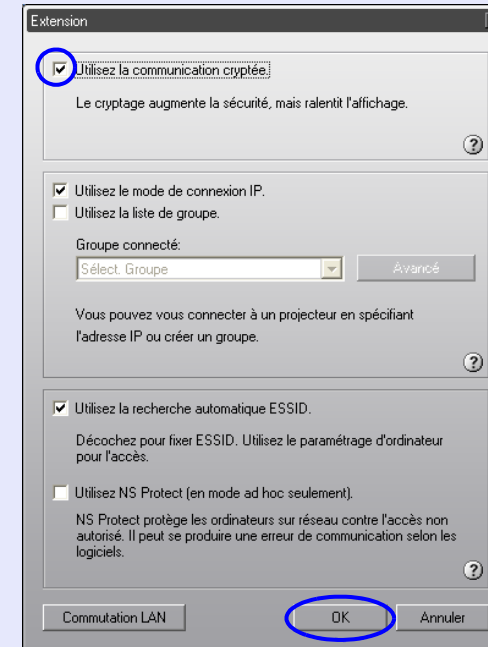 Extension
Utilisez la communication cryptée.
Le cryptage augmente la sécurité, mais ralentit l'affichage.
?
Utilisez le mode de connexion IP.
Utilisez la liste de groupe.
Groupe connecté:
Sélect. Groupe
Avancé
Vous pouvez vous connecter à un projecteur en spécifiant
l'adresse IP ou créer un groupe.
?
Utilisez la recherche automatique ESSID.
Décochez pour fixer ESSID. Utilisez le paramétrage d'ordinateur
pour l'accès.
Utilisez NS Protect (en mode ad hoc seulement).
NS Protect protège les ordinateurs sur réseau contre l'accès non
autorisé. Il peut se produire une erreur de communication selon les
logiciels.
?
Commutation LAN OK Annuler